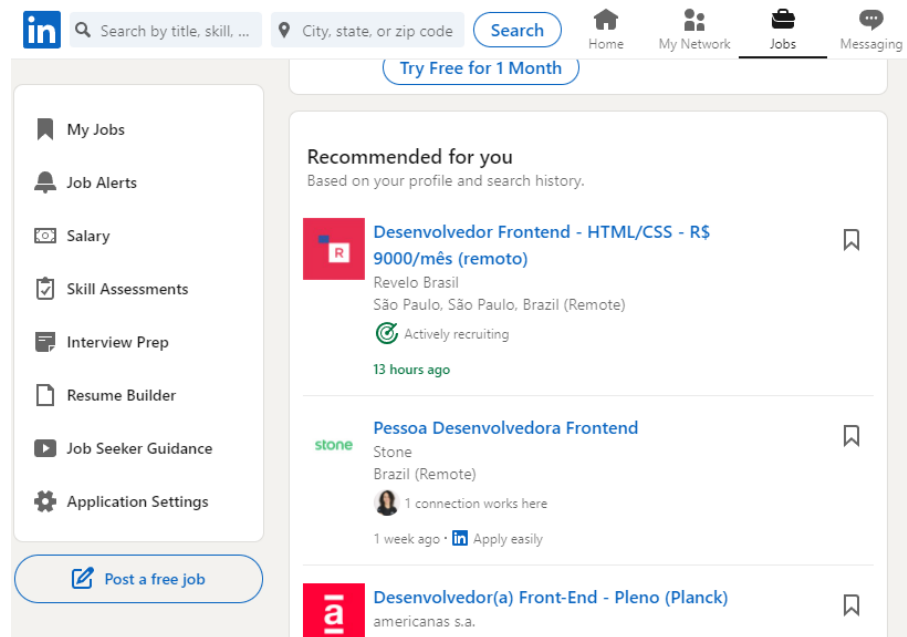 in
Search by title, skill, ...
City, state, or zip code
Search
Home
My Network
Jobs
Messaging
Try Free for 1 Month
My Jobs
Job Alerts
Salary
Skill Assessments
Interview Prep
Resume Builder
Job Seeker Guidance
Application Settings
Post a free job
Recommended for you
Based on your profile and search history.
R
Desenvolvedor Frontend - HTML/CSS - R$
9000/mês (remoto)
Revelo Brasil
São Paulo, São Paulo, Brazil (Remote)
Actively recruiting
13 hours ago
stone
Pessoa Desenvolvedora Frontend
Stone
Brazil (Remote)
1 connection works here
1 week ago · in Apply easily
a
Desenvolvedor(a) Front-End - Pleno (Planck)
americanas s.a.